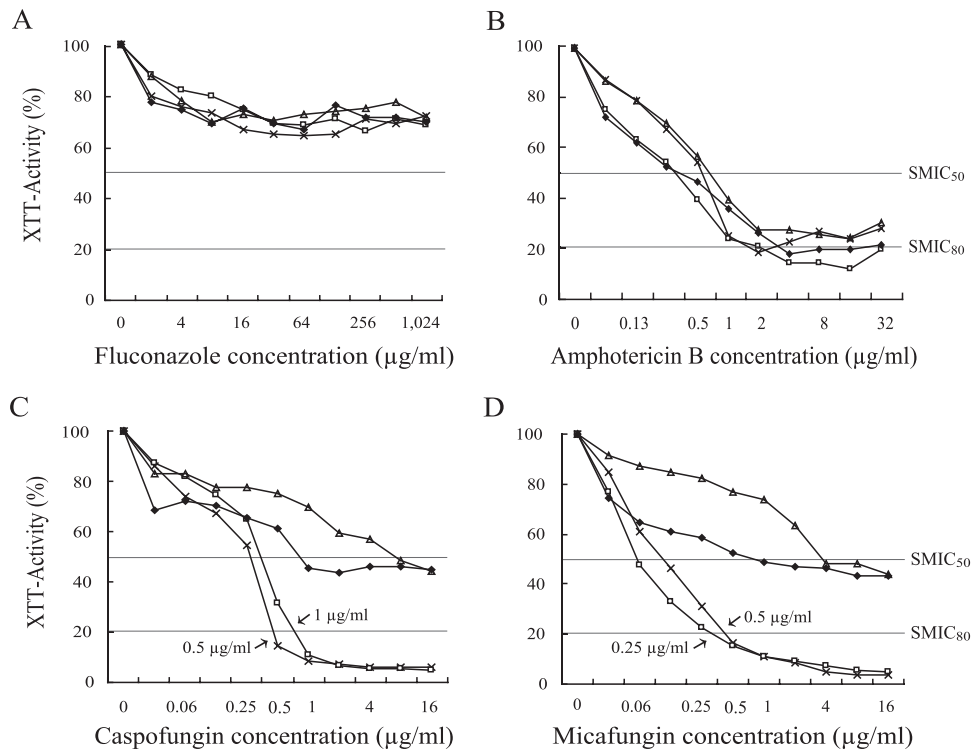 A
XTT-Activity (%)
100
80
60
40
20
0
0 4 16 64 256 1,024
Fluconazole concentration (µg/ml)
B
100
80
60
40
20
0
SMIC50
SMIC80
0 0.13 0.5 1 2 8 32
Amphotericin B concentration (µg/ml)
C
XTT-Activity (%)
100
80
60
40
20
0
1 µg/ml
0.5 µg/ml
0 0.06 0.25 0.5 1 4 16
Caspofungin concentration (µg/ml)
D
100
80
60
40
20
0
SMIC50
0.5 µg/ml
SMIC80
0.25 µg/ml
0 0.06 0.25 0.5 1 4 16
Micafungin concentration (µg/ml)